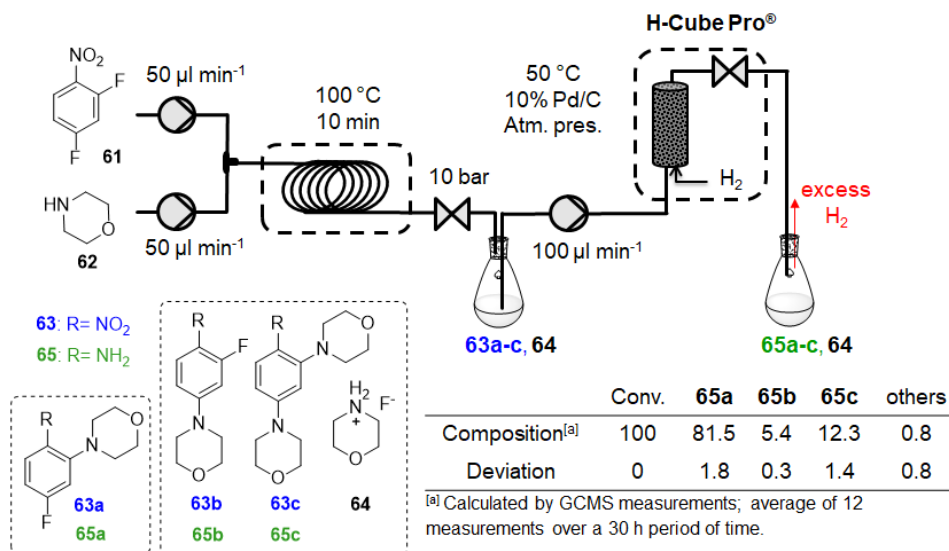 H-Cube Pro®
NO₂
F
F
61
50 µl min⁻¹
100 °C
10 min
50 °C
10% Pd/C
Atm. pres.
H₂
HN
O
62
50 µl min⁻¹
10 bar
100 µl min⁻¹
excess
H₂
63a-c, 64
65a-c, 64
63: R= NO₂
65: R= NH₂
R
N
O
F
63a
65a
R
F
N
O
63b
65b
R
N
O
N
O
63c
65c
H₂
N
+
F⁻
O
64
Conv. 65a 65b 65c others
Composition[a] 100 81.5 5.4 12.3 0.8
Deviation 0 1.8 0.3 1.4 0.8
[a] Calculated by GCMS measurements; average of 12
measurements over a 30 h period of time.